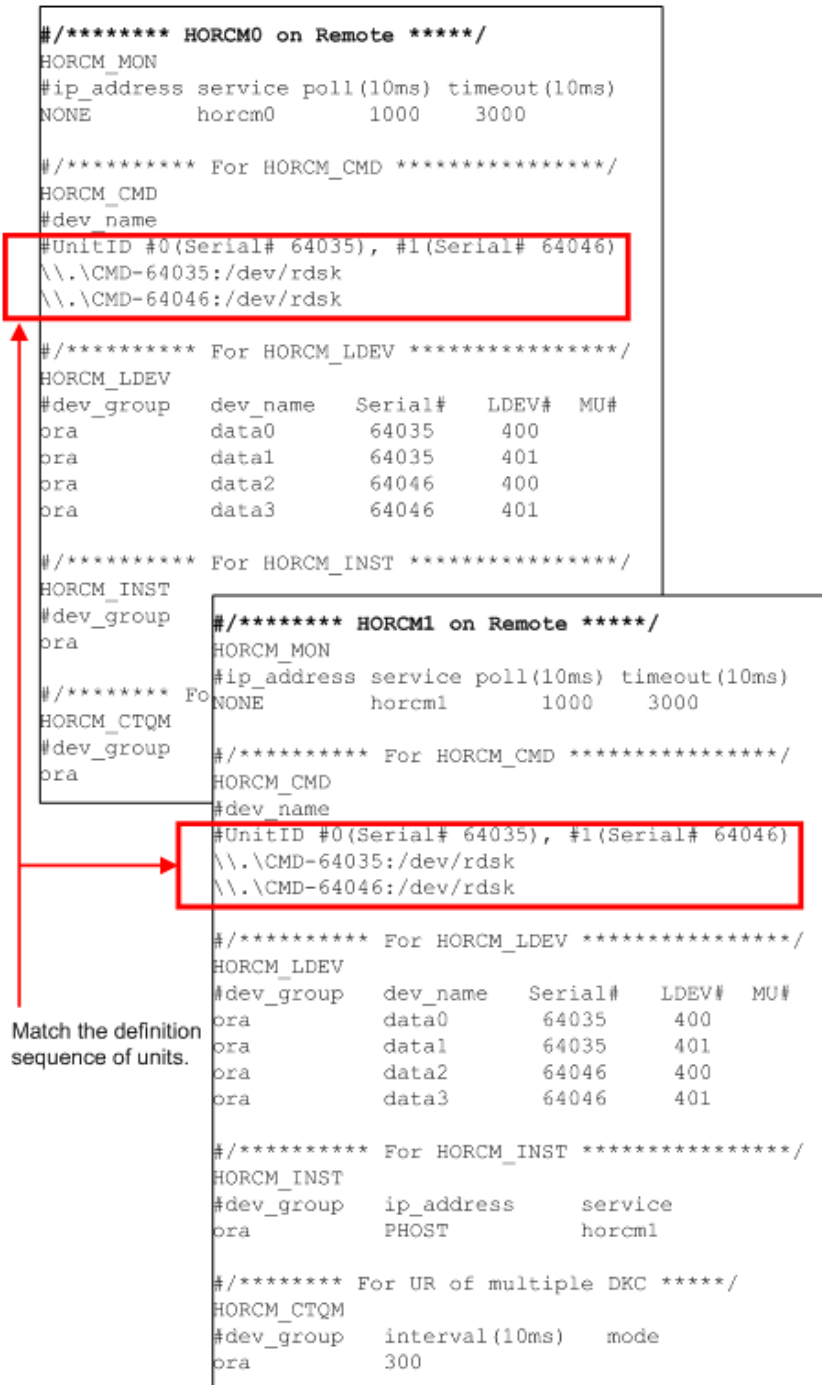 #/******** HORCM0 on Remote *****/
HORCM_MON
#ip_address service poll(10ms) timeout(10ms)
NONE horcm0 1000 3000
#/********** For HORCM_CMD ****************/
HORCM_CMD
#dev_name
#UnitID #0(Serial# 64035), #1(Serial# 64046)
\\.\CMD-64035:/dev/rdsk
\\.\CMD-64046:/dev/rdsk
#/********** For HORCM_LDEV ****************/
HORCM_LDEV
#dev_group dev_name Serial# LDEV# MU#
ora data0 64035 400
ora data1 64035 401
ora data2 64046 400
ora data3 64046 401
#/********** For HORCM_INST ****************/
HORCM_INST
#dev_group
ora
#/******** Fo
HORCM_CTQM
#dev_group
ora
#/******** HORCM1 on Remote *****/
HORCM_MON
#ip_address service poll(10ms) timeout(10ms)
NONE horcm1 1000 3000
#/********** For HORCM_CMD ****************/
HORCM_CMD
#dev_name
#UnitID #0(Serial# 64035), #1(Serial# 64046)
\\.\CMD-64035:/dev/rdsk
\\.\CMD-64046:/dev/rdsk
#/********** For HORCM_LDEV ****************/
HORCM_LDEV
#dev_group dev_name Serial# LDEV# MU#
ora data0 64035 400
ora data1 64035 401
ora data2 64046 400
ora data3 64046 401
#/********** For HORCM_INST ****************/
HORCM_INST
#dev_group ip_address service
ora PHOST horcm1
#/******** For UR of multiple DKC *****/
HORCM_CTQM
#dev_group interval(10ms) mode
ora 300
Match the definition
sequence of units.